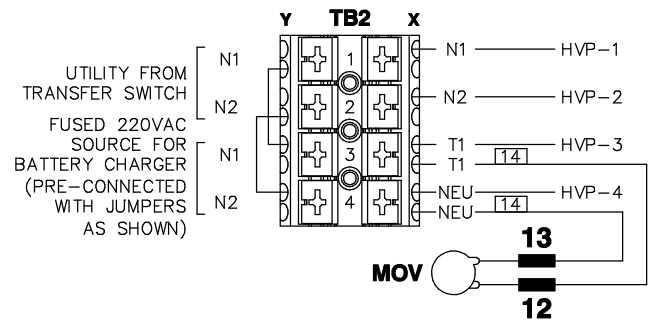 Y TB2 X
N1
UTILITY FROM
TRANSFER SWITCH
N2
FUSED 220VAC
SOURCE FOR
N1
BATTERY CHARGER
(PRE-CONNECTED
N2
WITH JUMPERS
AS SHOWN)
1
2
3
4
N1 HVP-1
N2 HVP-2
T1 HVP-3
T1 14
NEU HVP-4
NEU 14
13
MOV
12